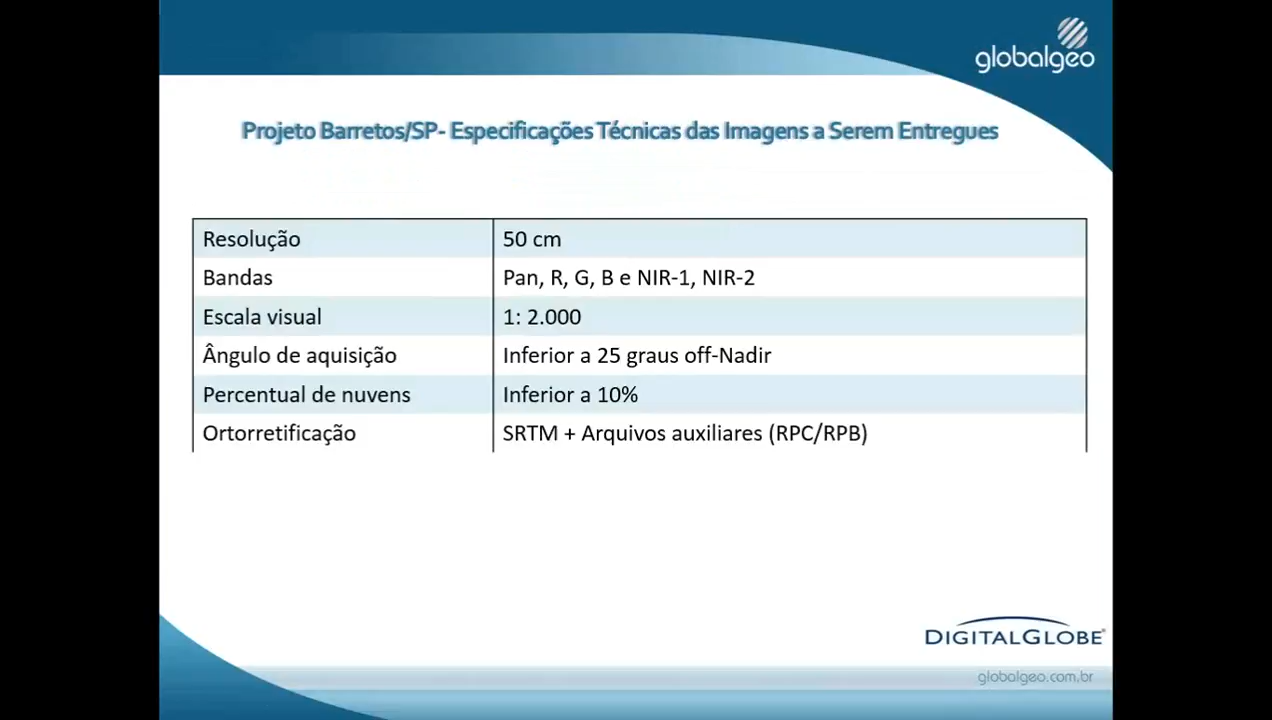 globalgeo
Projeto Barretos/SP- Especificações Técnicas das Imagens a Serem Entregues
Resolução 50 cm
Bandas Pan, R, G, B e NIR-1, NIR-2
Escala visual 1: 2.000
Ângulo de aquisição Inferior a 25 graus off-Nadir
Percentual de nuvens Inferior a 10%
Ortorretificação SRTM + Arquivos auxiliares (RPC/RPB)
DIGITALGLOBE®
globalgeo.com.br